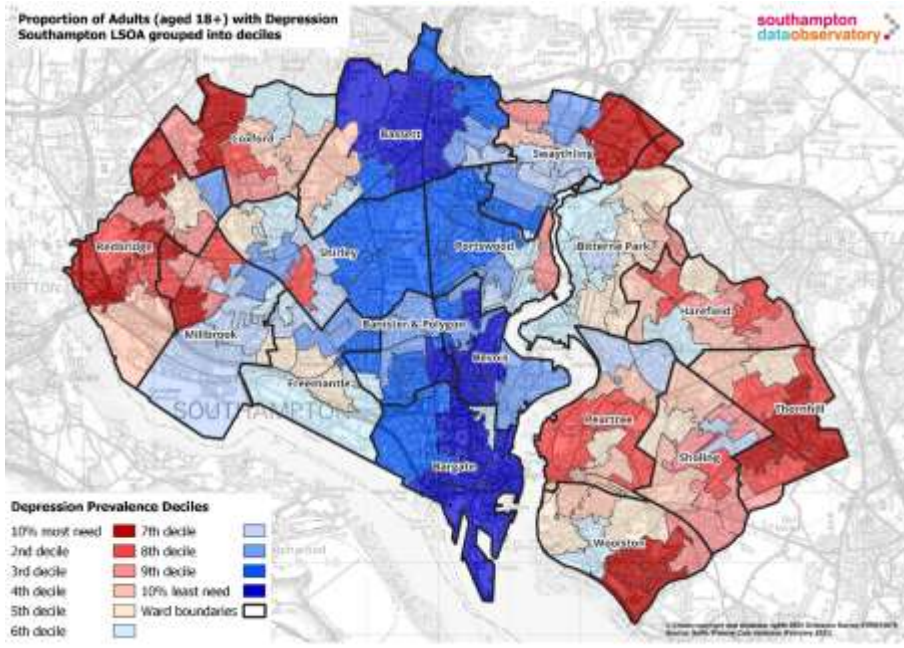 Proportion of Adults (aged 18+) with Depression
Southampton LSOA grouped into deciles
southampton
dataobservatory
Coxford
Bassett
Swaythling
Redbridge
Shirley
Portswood
Bitterne Park
Harefield
Millbrook
Banister & Polygon
Bevois
Freemantle
SOUTHAMPTON
Peartree
Thornhill
Sholing
Bargate
Woolston
Depression Prevalence Deciles
10% most need
7th decile
2nd decile
8th decile
3rd decile
9th decile
4th decile
10% least need
5th decile
Ward boundaries
6th decile